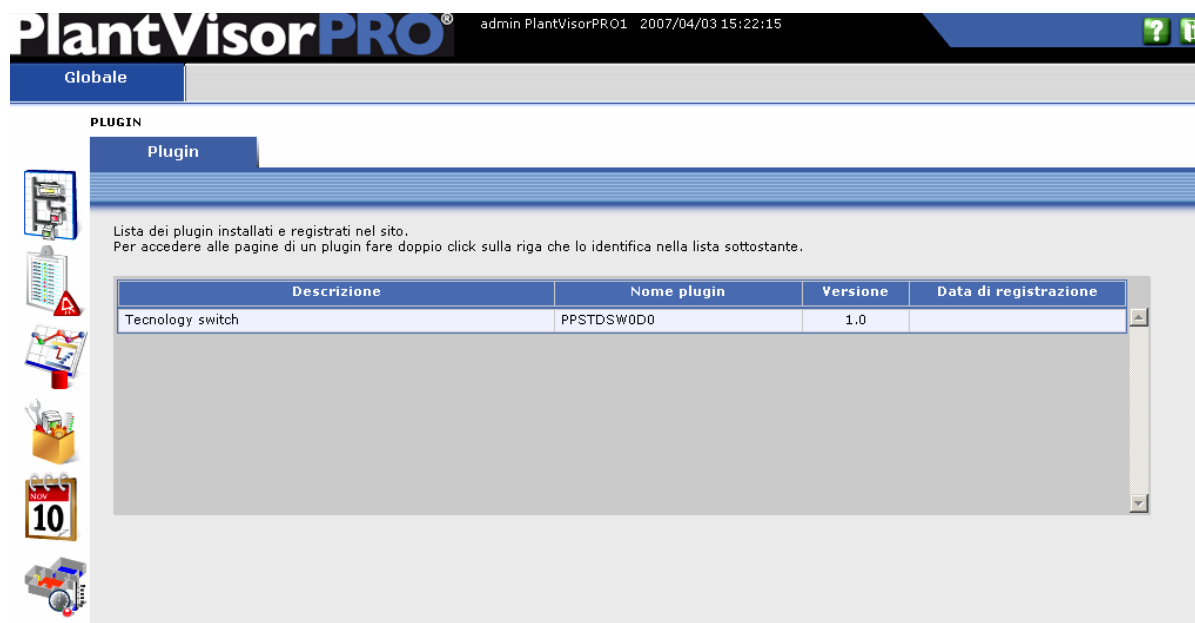 PlantVisorPRO® admin PlantVisorPRO1 2007/04/03 15:22:15 ?
Globale
PLUGIN
Plugin
Lista dei plugin installati e registrati nel sito.
Per accedere alle pagine di un plugin fare doppio click sulla riga che lo identifica nella lista sottostante.
Descrizione Nome plugin Versione Data di registrazione
Tecnology switch PPSTDSW0D0 1.0
NOV
10